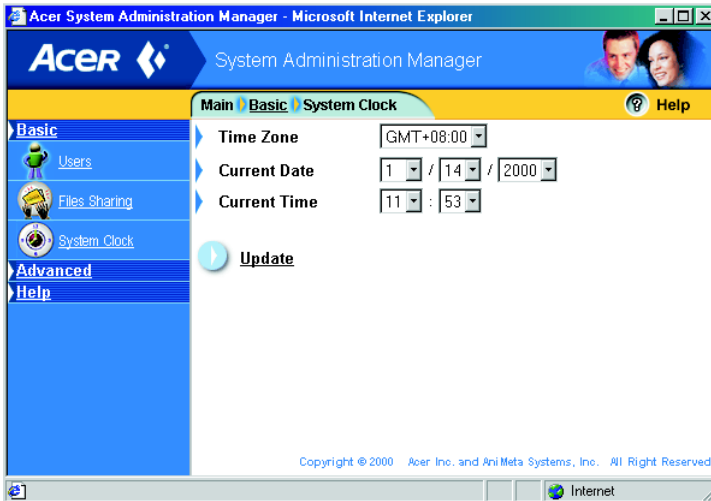 Acer System Administration Manager - Microsoft Internet Explorer
Acer
System Administration Manager
Main Basic System Clock
Help
Basic
Users
Files Sharing
System Clock
Advanced
Help
Time Zone GMT+08:00
Current Date 1 / 14 / 2000
Current Time 11 : 53
Update
Copyright © 2000 Acer Inc. and AniMeta Systems, Inc. All Right Reserved
Internet